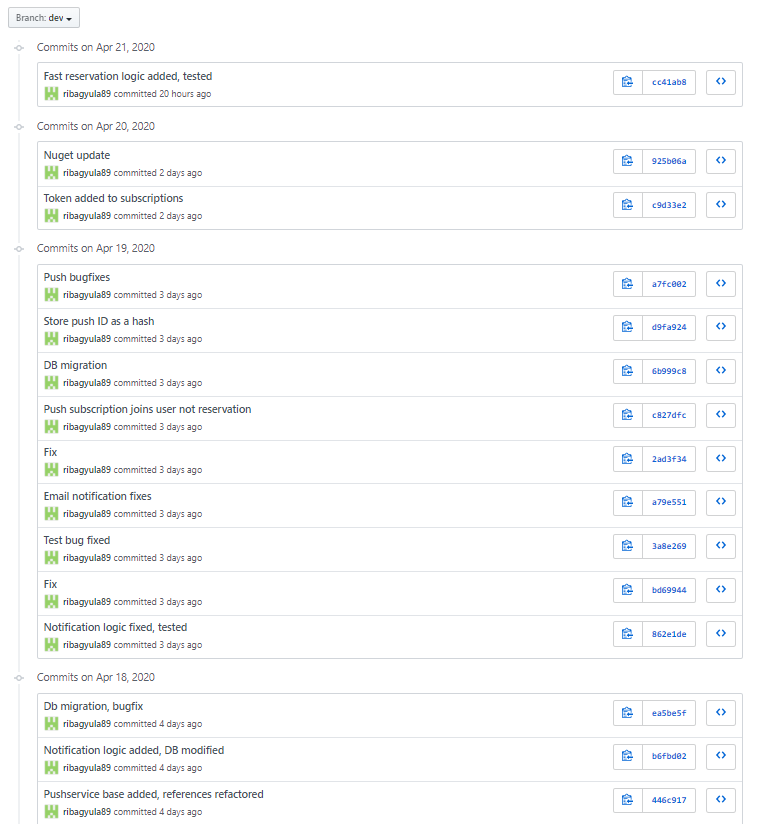 Branch: dev
Commits on Apr 21, 2020
Fast reservation logic added, tested
cc41ab8
ribagyula89 committed 20 hours ago
Commits on Apr 20, 2020
Nuget update
925b06a
ribagyula89 committed 2 days ago
Token added to subscriptions
c9d33e2
ribagyula89 committed 2 days ago
Commits on Apr 19, 2020
Push bugfixes
a7fc002
ribagyula89 committed 3 days ago
Store push ID as a hash
d9fa924
ribagyula89 committed 3 days ago
DB migration
6b999c8
ribagyula89 committed 3 days ago
Push subscription joins user not reservation
c827dfc
ribagyula89 committed 3 days ago
Fix
2ad3f34
ribagyula89 committed 3 days ago
Email notification fixes
a79e551
ribagyula89 committed 3 days ago
Test bug fixed
3a8e269
ribagyula89 committed 3 days ago
Fix
bd69944
ribagyula89 committed 3 days ago
Notification logic fixed, tested
862e1de
ribagyula89 committed 3 days ago
Commits on Apr 18, 2020
Db migration, bugfix
ea5be5f
ribagyula89 committed 4 days ago
Notification logic added, DB modified
b6fbd02
ribagyula89 committed 4 days ago
Pushservice base added, references refactored
446c917
ribagyula89 committed 4 days ago